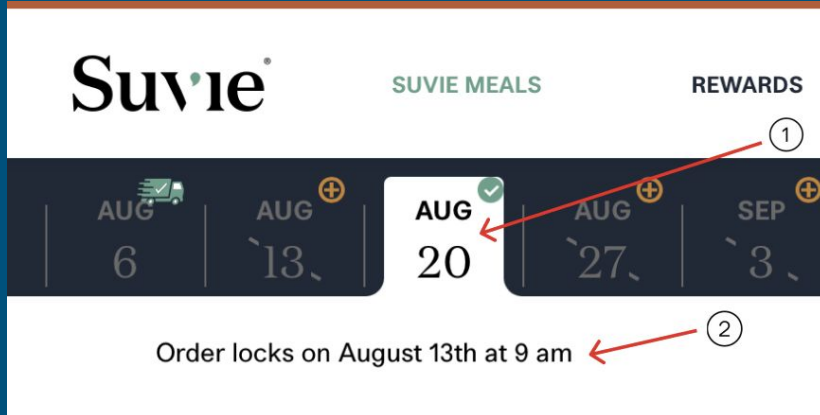 Suvie®
SUVIE MEALS
REWARDS
1
AUG
6
AUG
13
AUG
20
AUG
27
SEP
3
2
Order locks on August 13th at 9 am